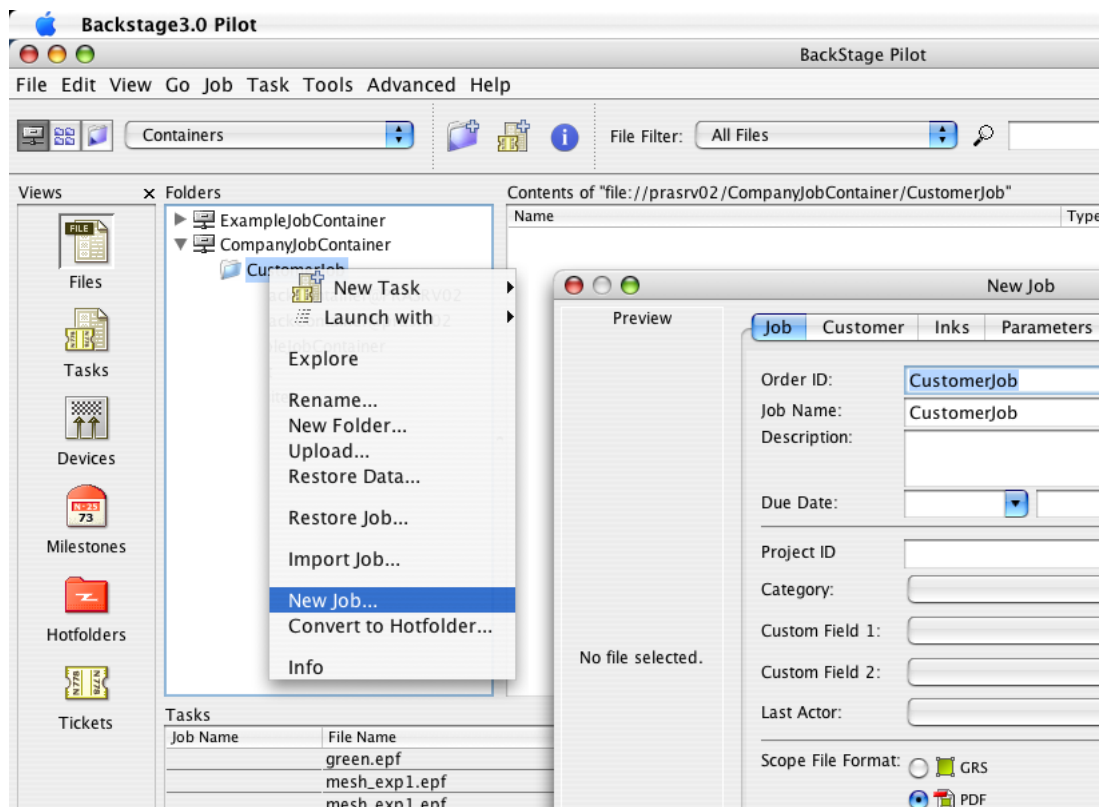 Backstage3.0 Pilot
BackStage Pilot
File Edit View Go Job Task Tools Advanced Help
Containers
File Filter: All Files
Views
Files
Tasks
Devices
Milestones
Hotfolders
Tickets
Folders
ExampleJobContainer
CompanyJobContainer
CustomerJob
New Task
Launch with
Explore
Rename...
New Folder...
Upload...
Restore Data...
Restore Job...
Import Job...
New Job...
Convert to Hotfolder...
Info
Contents of "file://prasrv02/CompanyJobContainer/CustomerJob"
Name Type
New Job
Preview
No file selected.
Job Customer Inks Parameters
Order ID: CustomerJob
Job Name: CustomerJob
Description:
Due Date:
Project ID
Category:
Custom Field 1:
Custom Field 2:
Last Actor:
Scope File Format: GRS
PDF
Tasks
Job Name File Name
green.epf
mesh_exp1.epf
mesh_exp1.epf